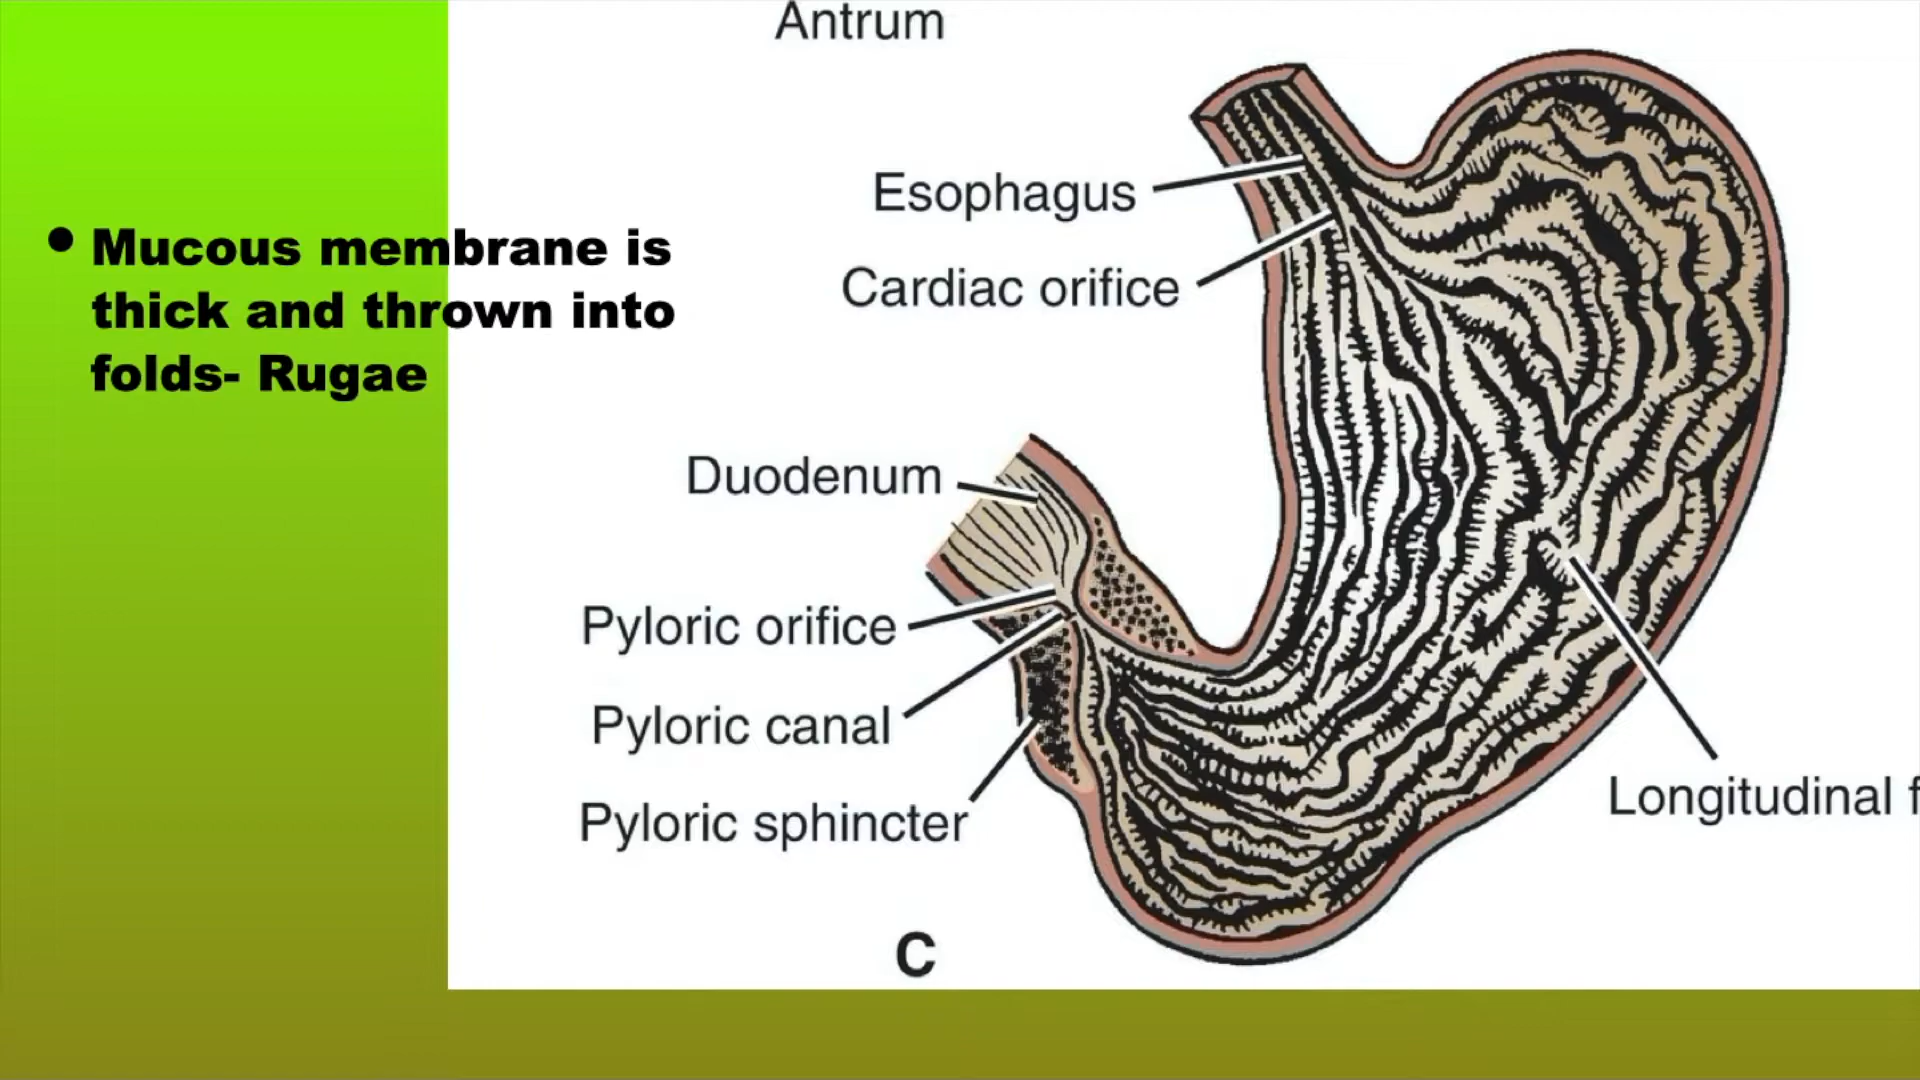 Antrum
Esophagus
Cardiac orifice
• Mucous membrane is
thick and thrown into
folds- Rugae
Duodenum
Pyloric orifice
Pyloric canal
Pyloric sphincter
Longitudinal f
C